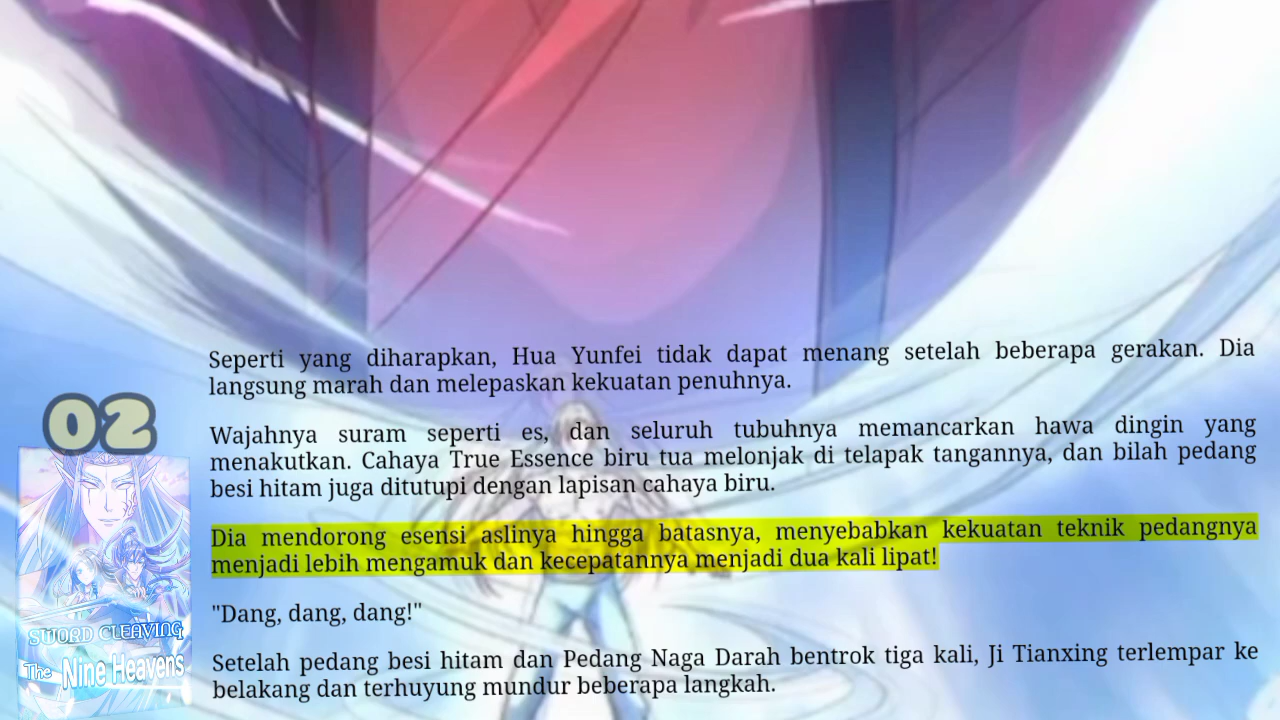 Seperti yang diharapkan, Hua Yunfei tidak dapat menang setelah beberapa gerakan. Dia
langsung marah dan melepaskan kekuatan penuhnya.
Wajahnya suram seperti es, dan seluruh tubuhnya memancarkan hawa dingin yang
menakutkan. Cahaya True Essence biru tua melonjak di telapak tangannya, dan bilah pedang
besi hitam juga ditutupi dengan lapisan cahaya biru.
Dia mendorong esensi aslinya hingga batasnya, menyebabkan kekuatan teknik pedangnya
menjadi lebih mengamuk dan kecepatannya menjadi dua kali lipat!
"Dang, dang, dang!"
Setelah pedang besi hitam dan Pedang Naga Darah bentrok tiga kali, Ji Tianxing terlempar ke
belakang dan terhuyung mundur beberapa langkah.
02
SWORD CLEAVING
The Nine Heavens